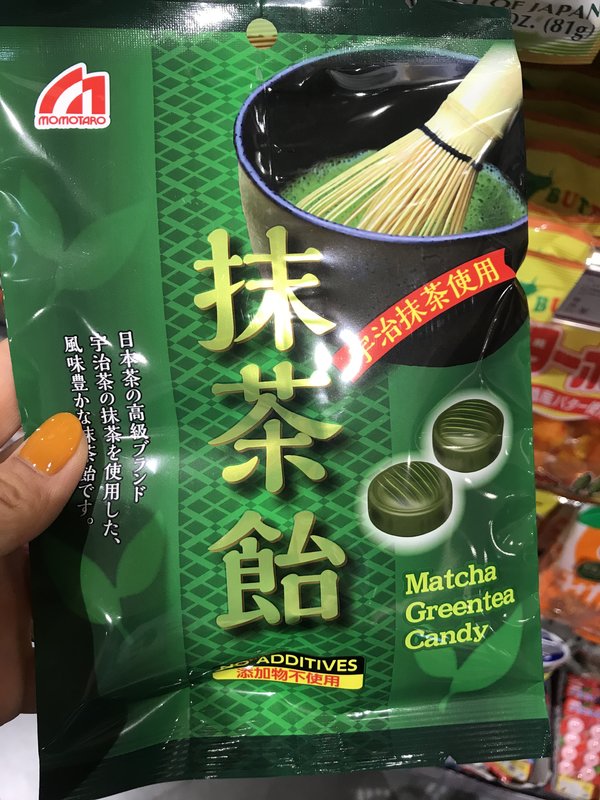 OF JAPAN
OZ. (81g)
MOMOTARO
宇治抹茶使用
抹茶飴
日本茶の高級ブランド
宇治茶の抹茶を使用した、
風味豊かな抹茶飴です。
Matcha
Greentea
Candy
NO ADDITIVES
添加物不使用